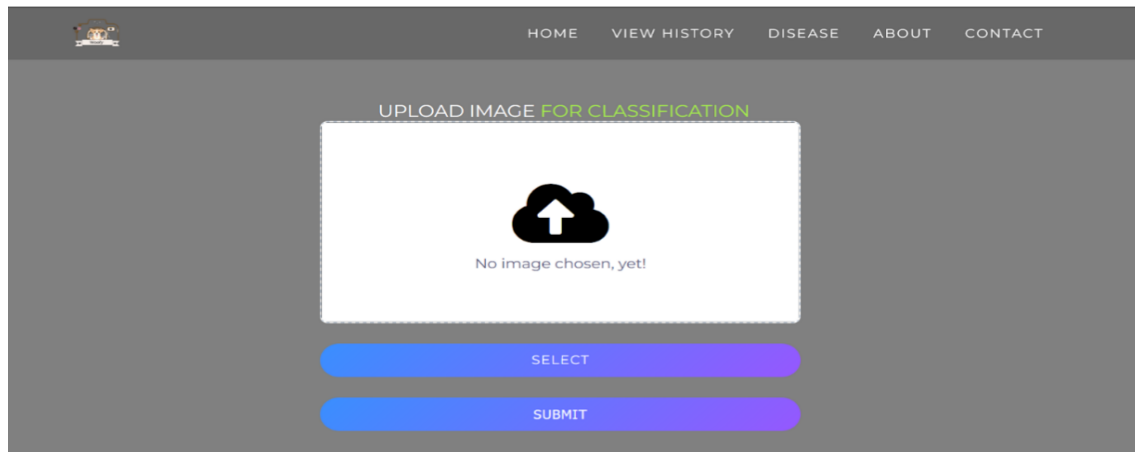 HOME VIEW HISTORY DISEASE ABOUT CONTACT
UPLOAD IMAGE FOR CLASSIFICATION
No image chosen, yet!
SELECT
SUBMIT